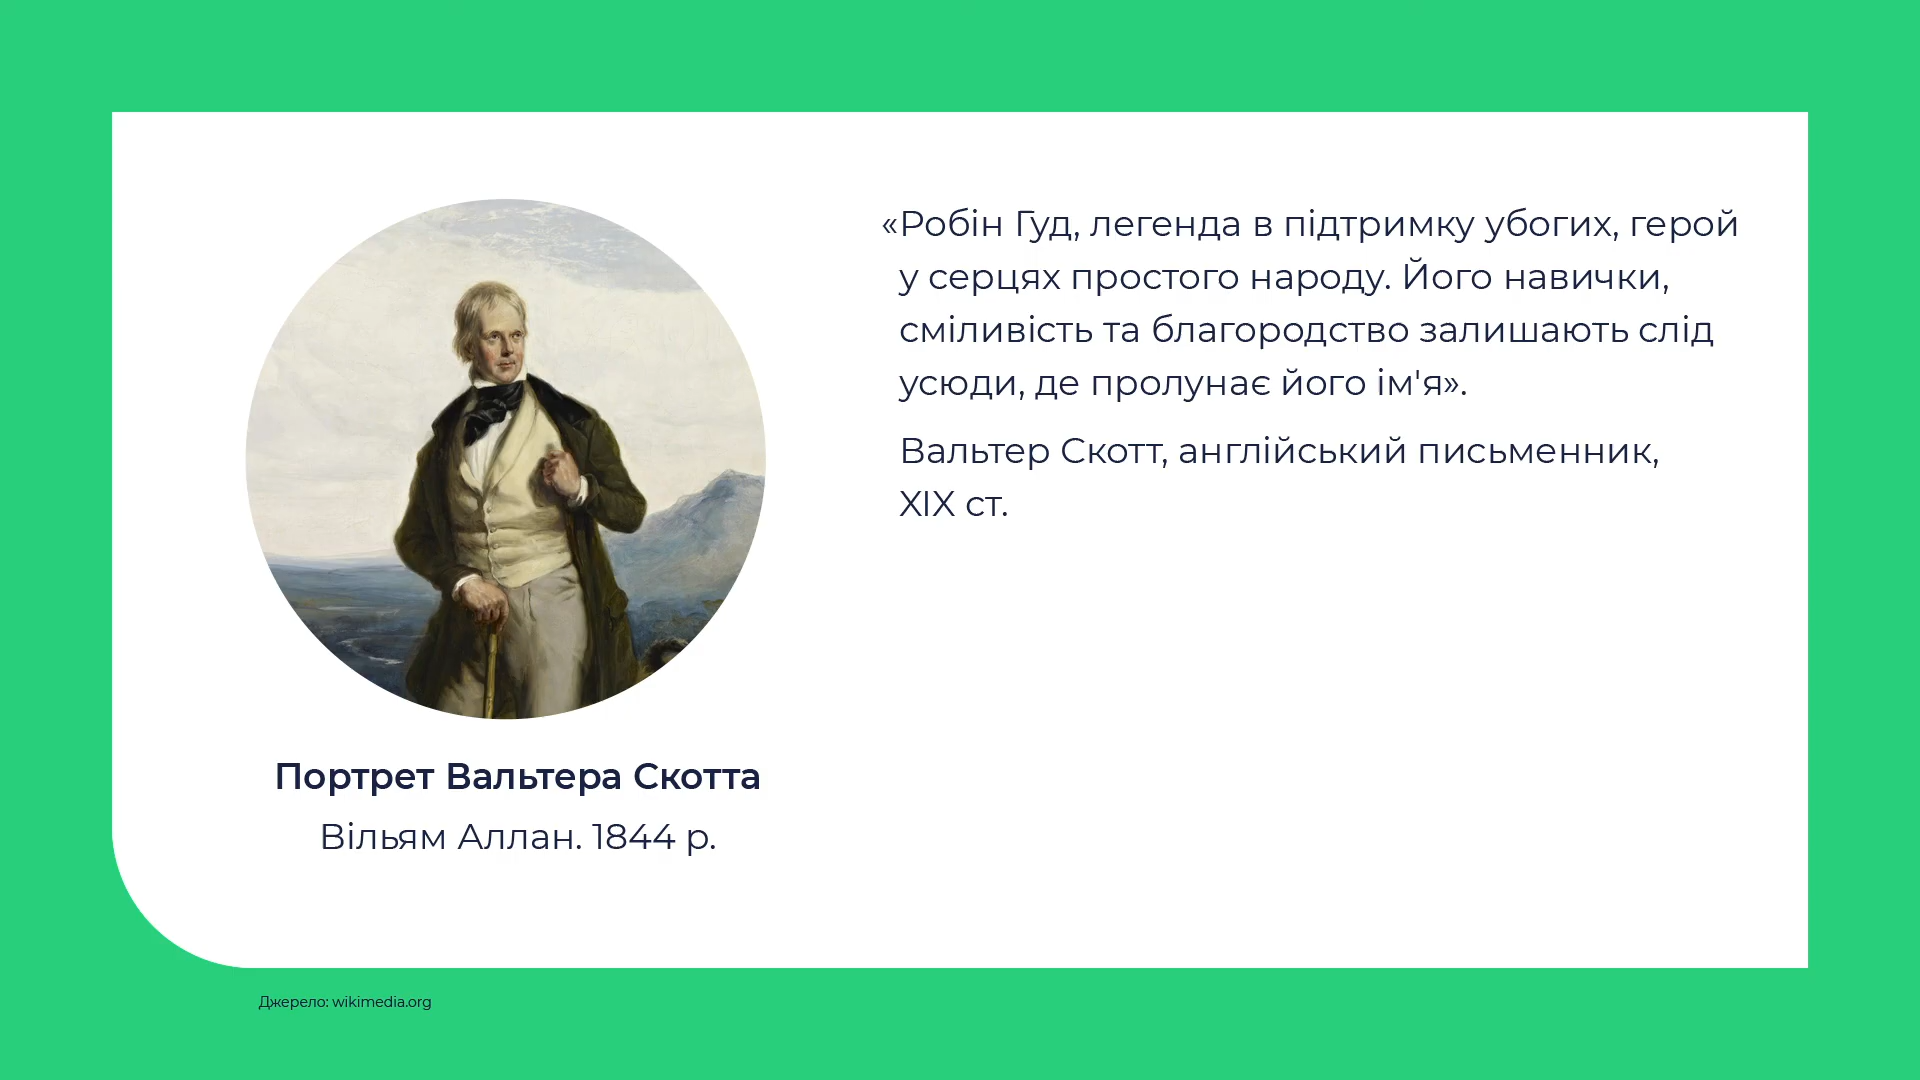 «Робін Гуд, легенда в підтримку убогих, герой
у серцях простого народу. Його навички,
сміливість та благородство залишають слід
усюди, де пролунає його ім'я».
Вальтер Скотт, англійський письменник,
XIX ст.
Портрет Вальтера Скотта
Вільям Аллан. 1844 р.
Джерело: wikimedia.org